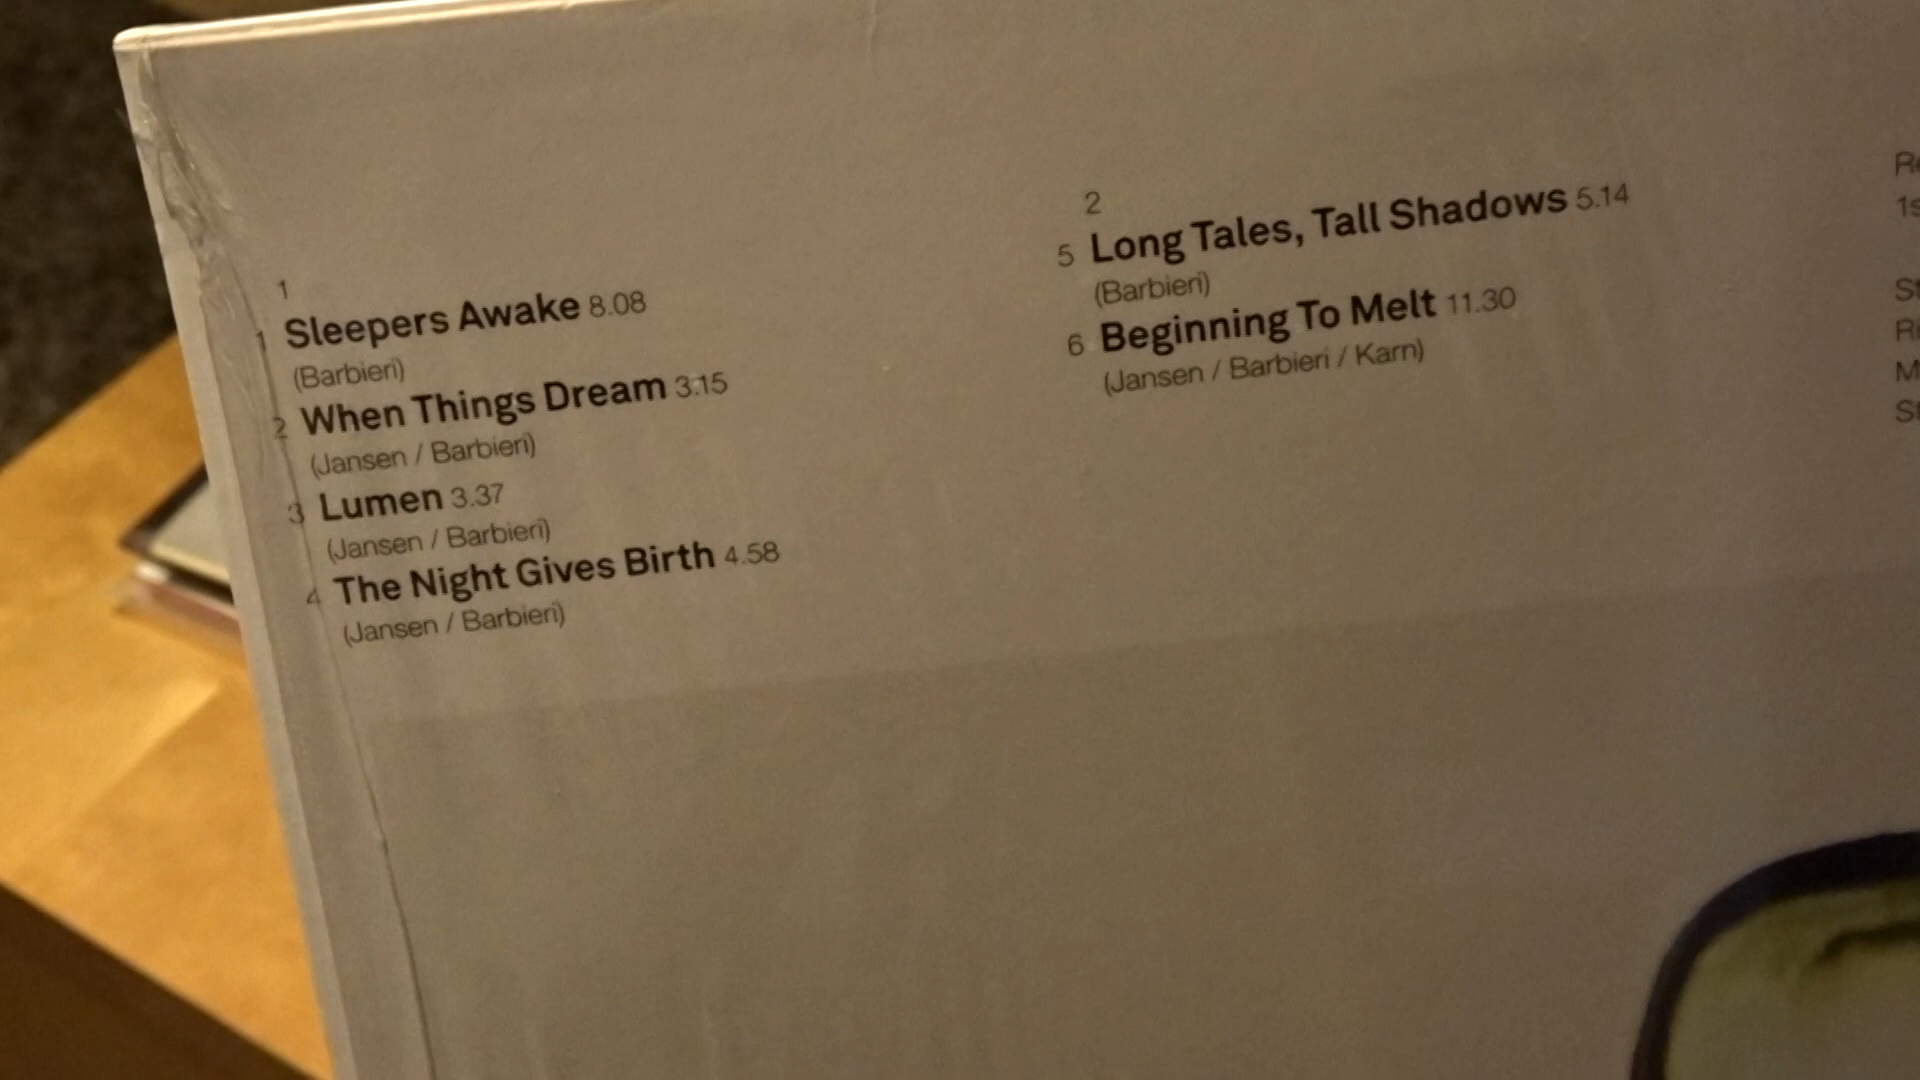 1
1 Sleepers Awake 8.08
(Barbieri)
2 When Things Dream 3.15
(Jansen / Barbieri)
3 Lumen 3.37
(Jansen / Barbieri)
4 The Night Gives Birth 4.58
(Jansen / Barbieri)
2
5 Long Tales, Tall Shadows 5.14
(Barbieri)
6 Beginning To Melt 11.30
(Jansen / Barbieri / Karn)